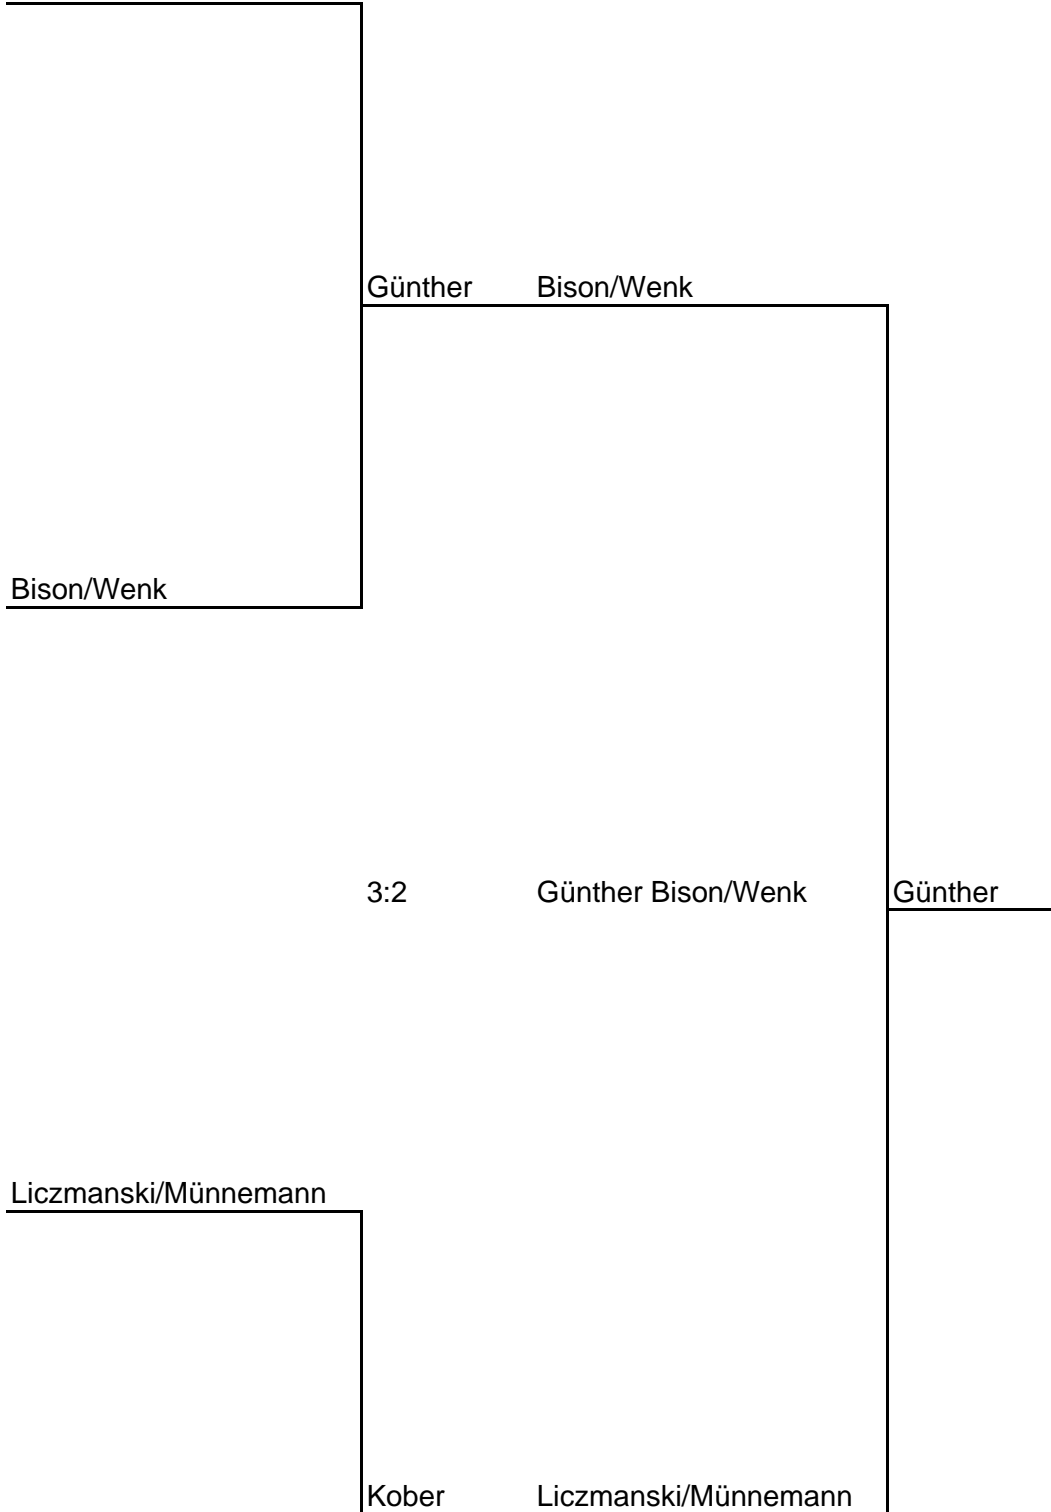 Günther Bison/Wenk
Bison/Wenk
3:2 Günther Bison/Wenk Günther
Liczmanski/Münnemann
Kober Liczmanski/Münnemann